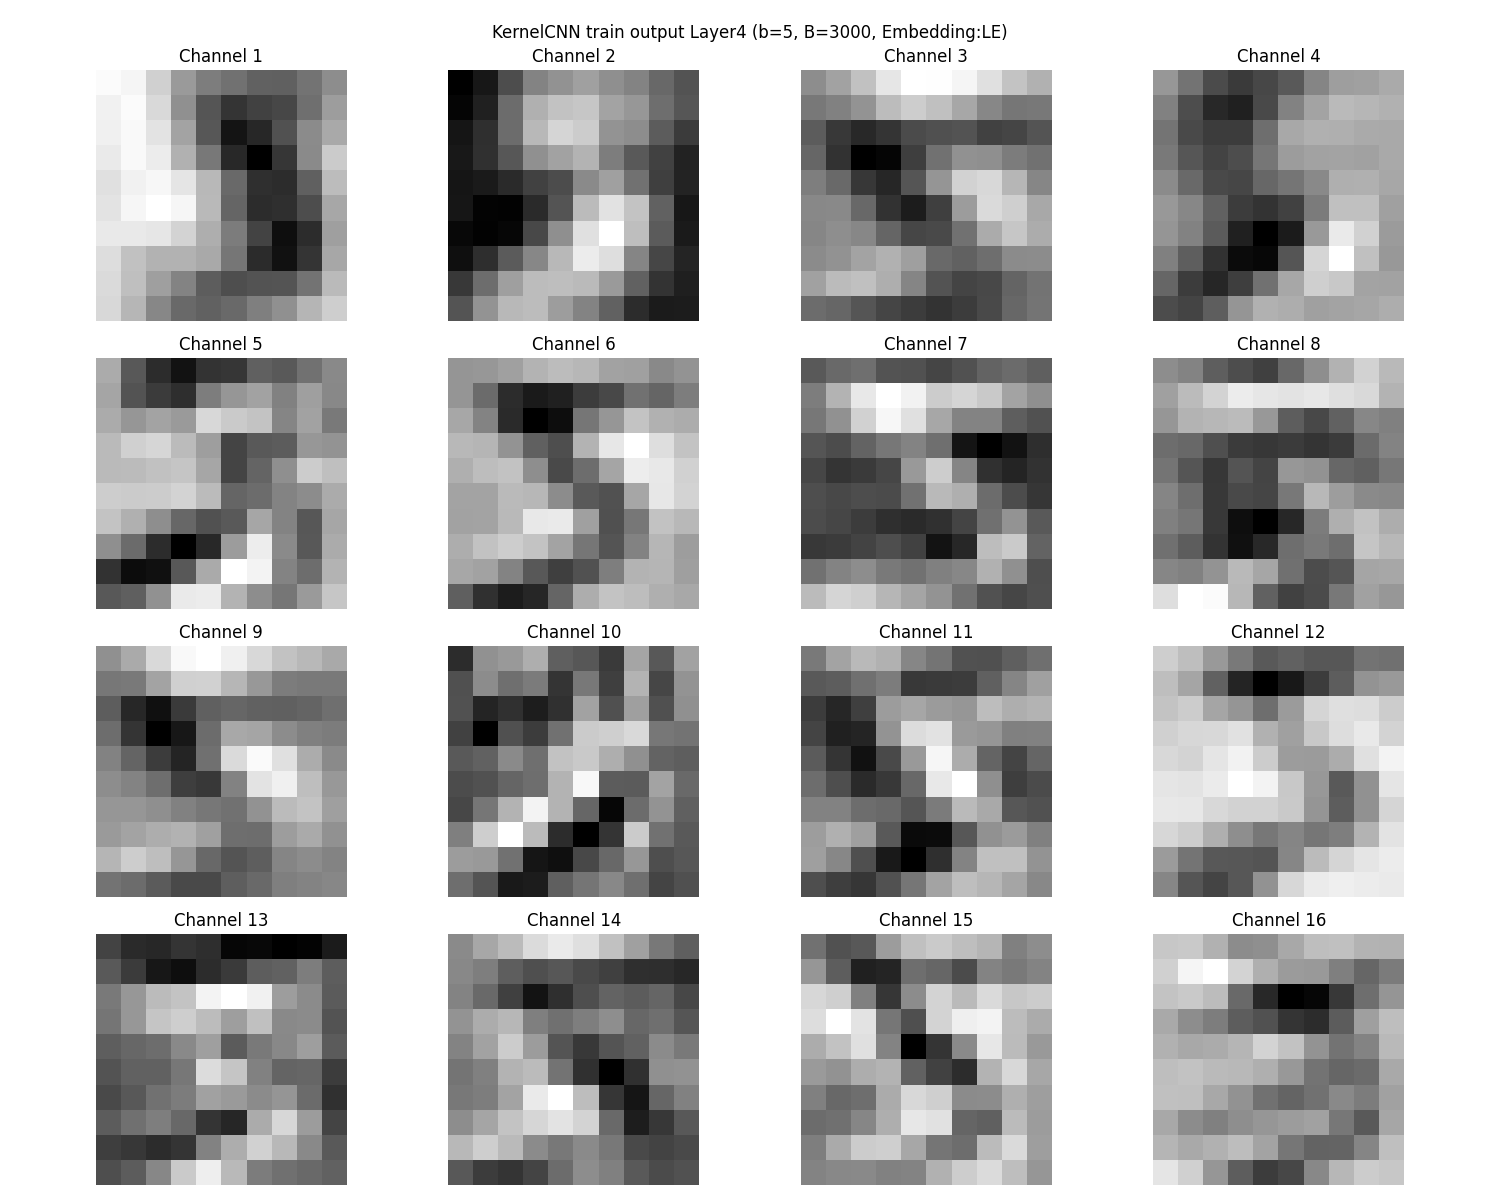 KernelCNN train output Layer4 (b=5, B=3000, Embedding:LE)
Channel 1 Channel 2 Channel 3 Channel 4
Channel 5 Channel 6 Channel 7 Channel 8
Channel 9 Channel 10 Channel 11 Channel 12
Channel 13 Channel 14 Channel 15 Channel 16